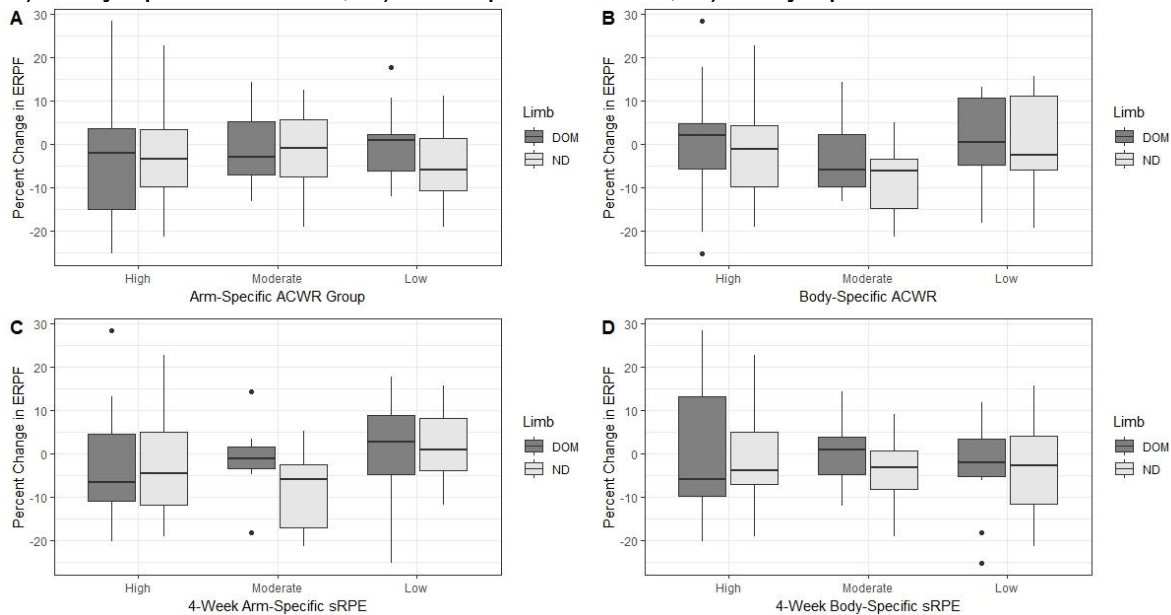 A
B
30
20
10
0
-10
-20
Percent Change in ERPF
High
Moderate
Low
Arm-Specific ACWR Group
Limb
DOM
ND
30
20
10
0
-10
-20
Percent Change in ERPF
High
Moderate
Low
Body-Specific ACWR
Limb
DOM
ND
C
D
30
20
10
0
-10
-20
Percent Change in ERPF
High
Moderate
Low
4-Week Arm-Specific sRPE
Limb
DOM
ND
30
20
10
0
-10
-20
Percent Change in ERPF
High
Moderate
Low
4-Week Body-Specific sRPE
Limb
DOM
ND